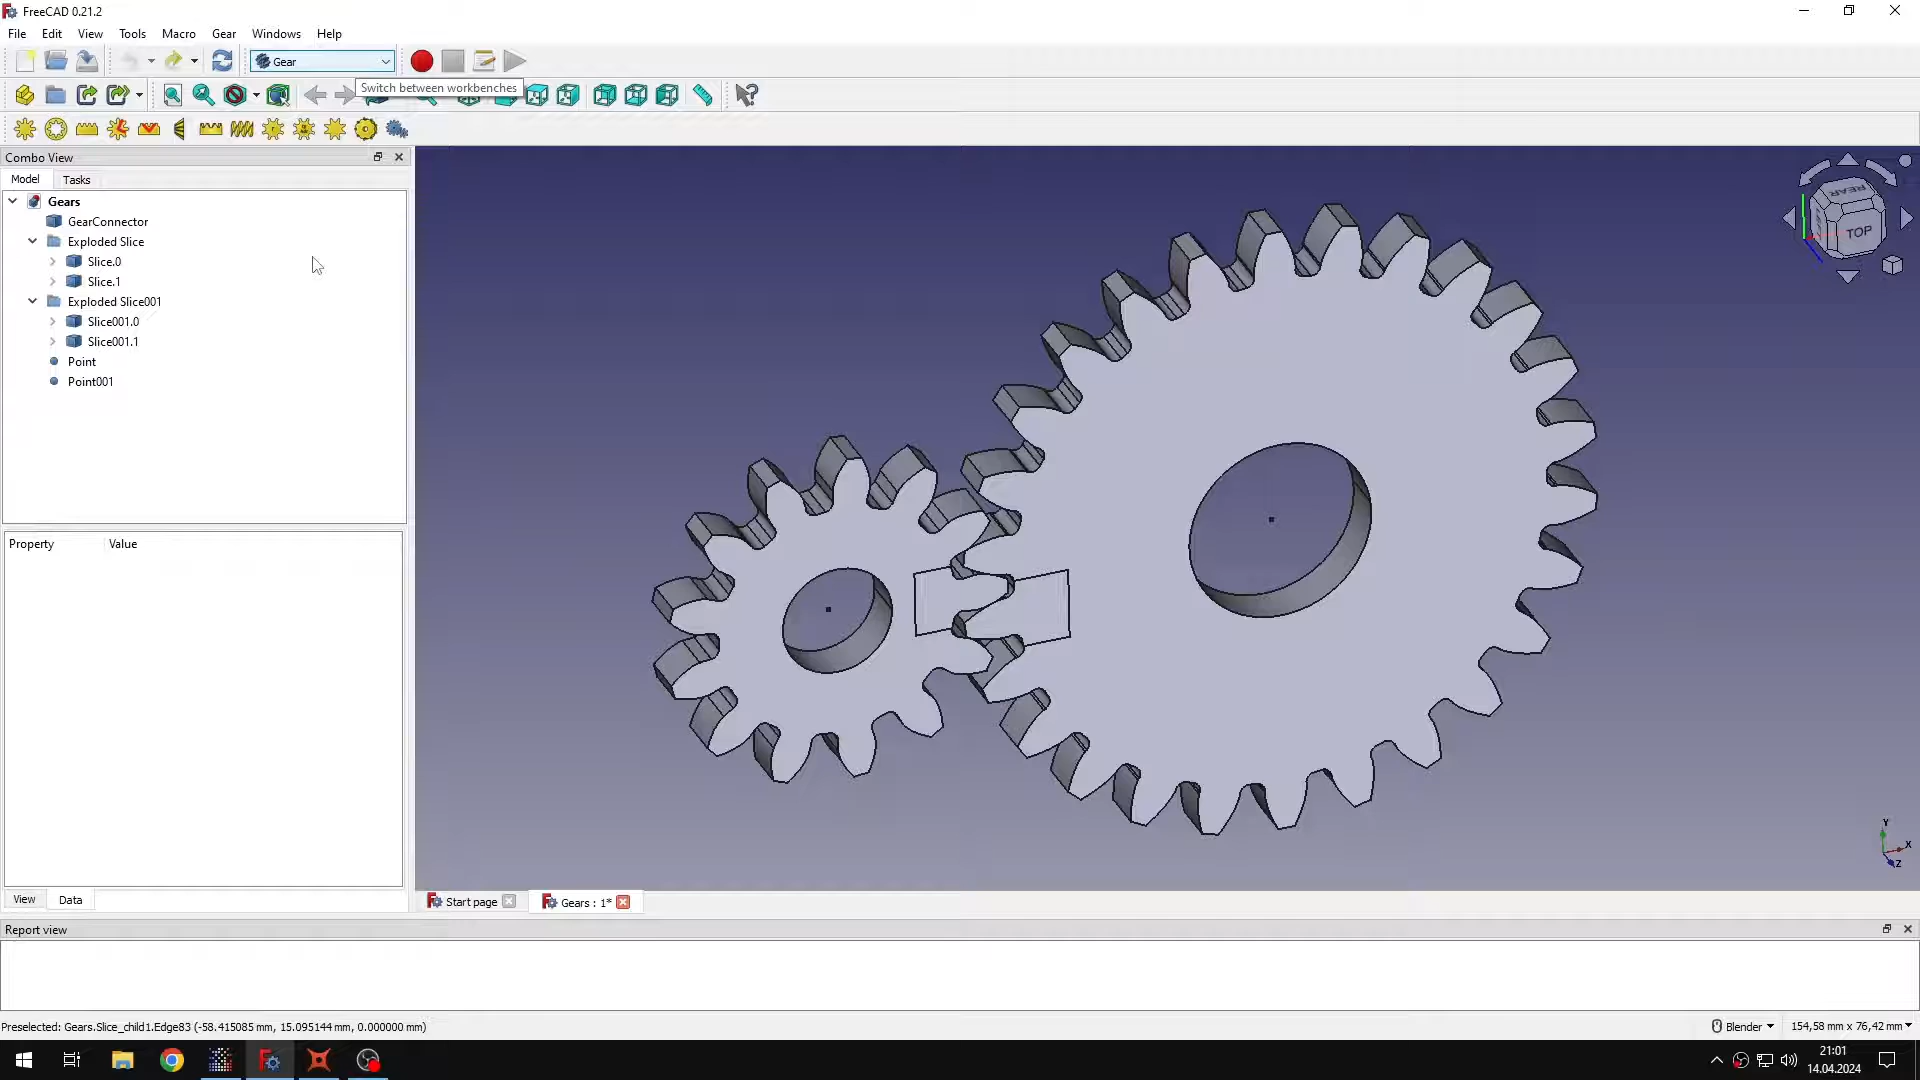 FreeCAD 0.21.2
File Edit View Tools Macro Gear Windows Help
Gear
Switch between workbenches
Combo View
Model Tasks
Gears
GearConnector
Exploded Slice
Slice.0
Slice.1
Exploded Slice001
Slice001.0
Slice001.1
Point
Point001
REAR
TOP
Property Value
Y
X
Z
View Data
Start page Gears : 1*
Report view
Preselected: Gears.Slice_child1.Edge83 (-58.415085 mm, 15.095144 mm, 0.000000 mm)
Blender 154,58 mm x 76,42 mm
21:01
14.04.2024